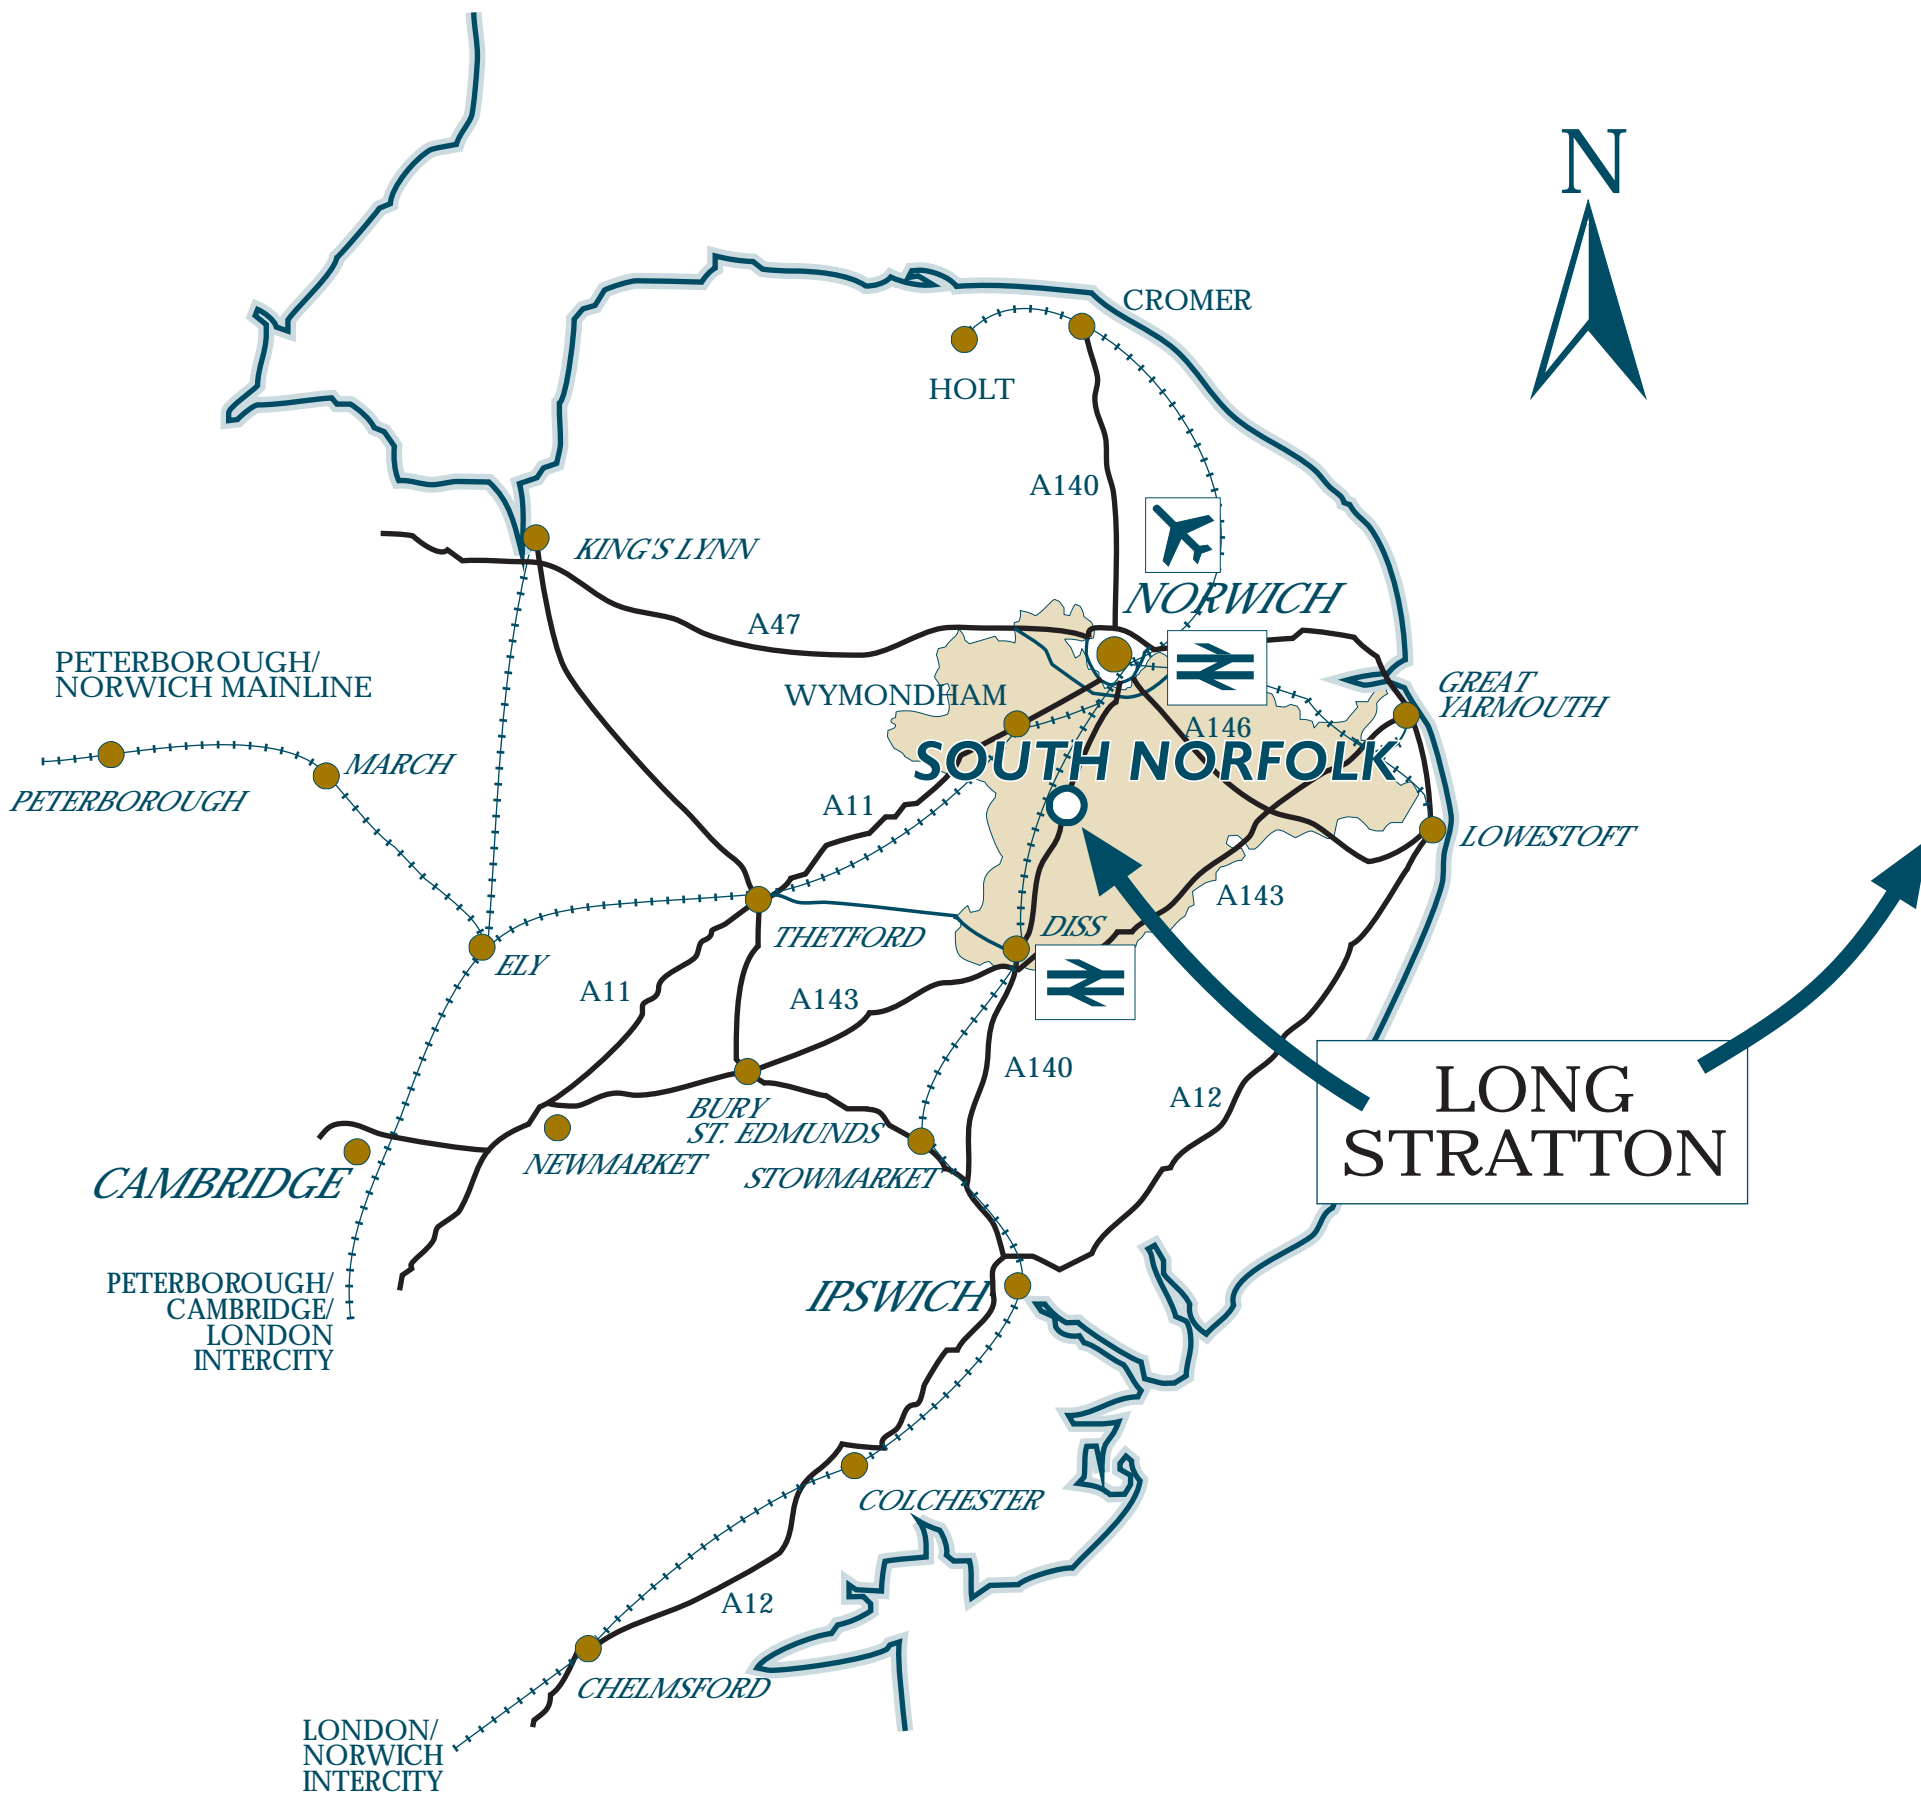 N
CROMER
HOLT
A140
KING'S LYNN
NORWICH
A47
PETERBOROUGH/
NORWICH MAINLINE
WYMONDHAM
GREAT
YARMOUTH
A146
SOUTH NORFOLK
MARCH
PETERBOROUGH
A11
LOWESTOFT
A143
DISS
THETFORD
ELY
A11
A143
A140
A12
LONG
STRATTON
BURY
ST. EDMUNDS
NEWMARKET
STOWMARKET
CAMBRIDGE
PETERBOROUGH/
CAMBRIDGE/
LONDON
INTERCITY
IPSWICH
COLCHESTER
A12
CHELMSFORD
LONDON/
NORWICH
INTERCITY